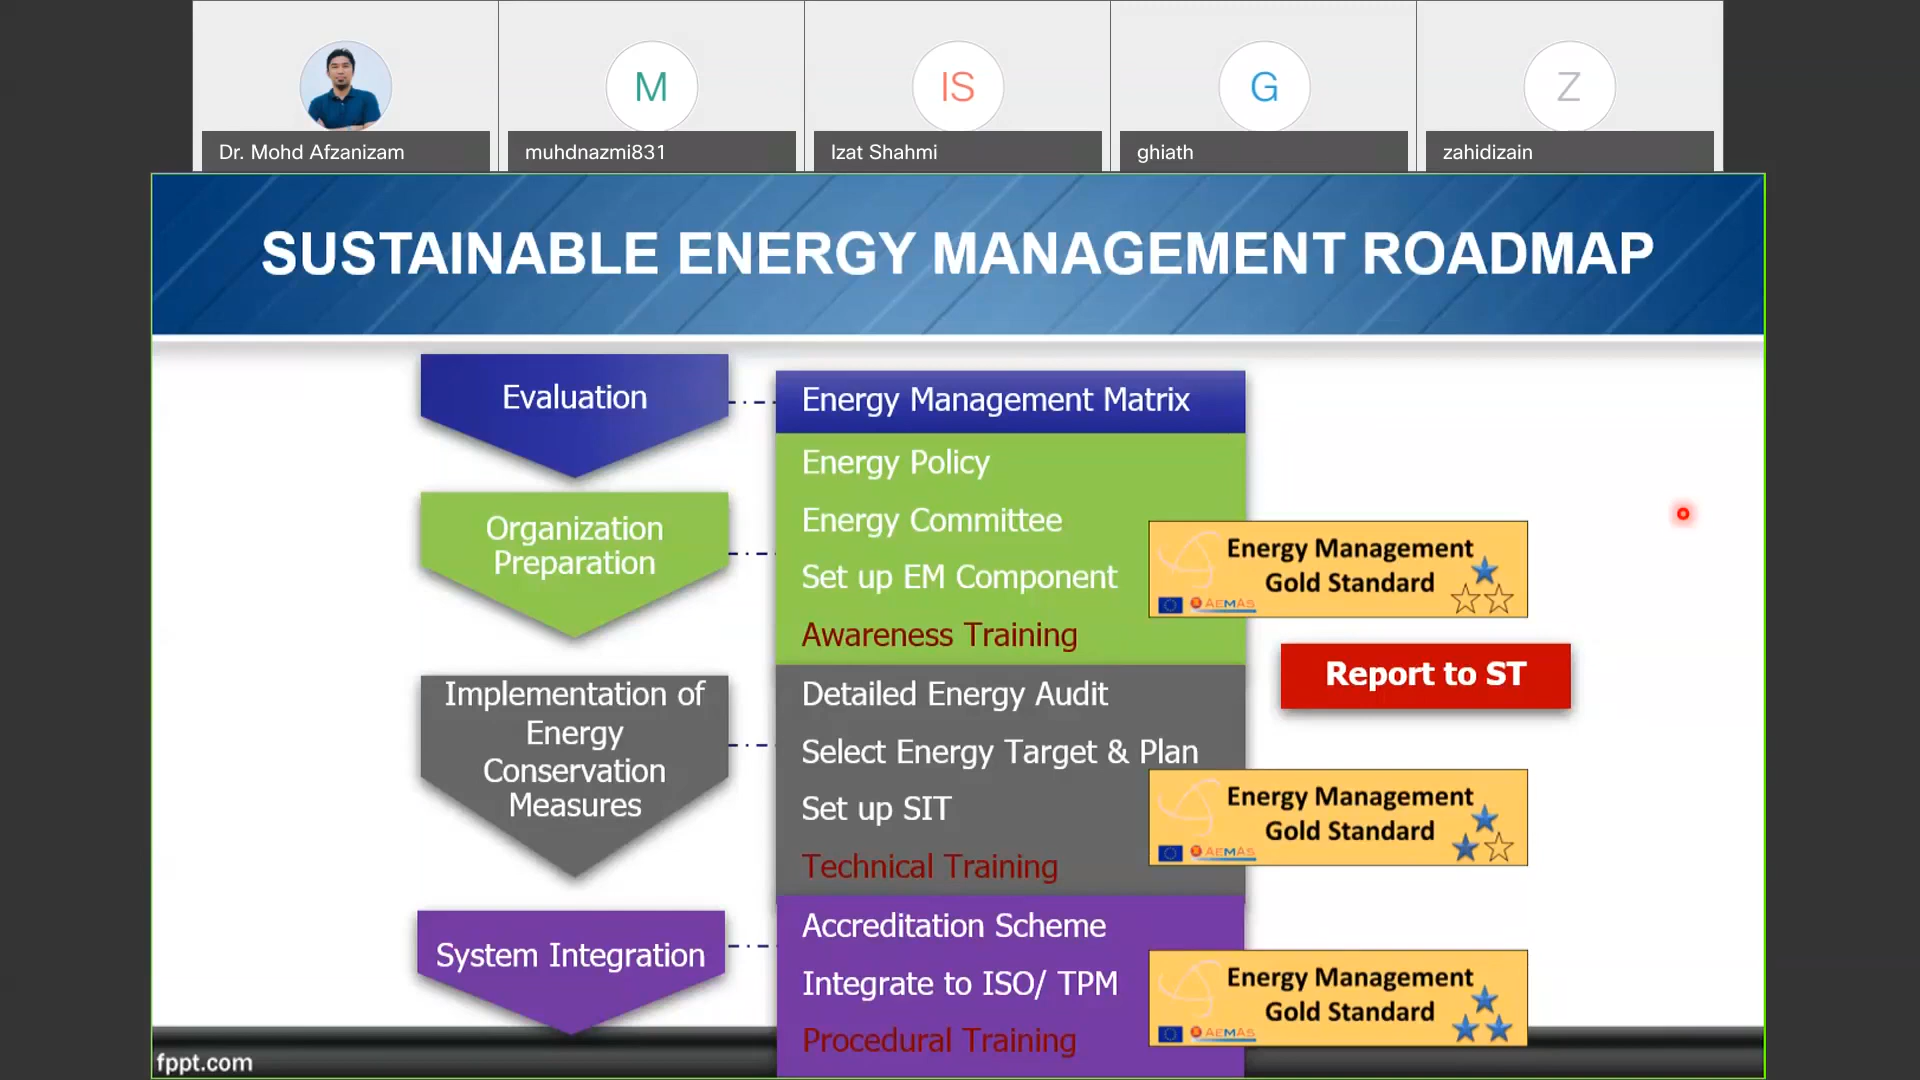 M
IS
G
Z
Dr. Mohd Afzanizam
muhdnazmi831
Izat Shahmi
ghiath
zahidizain
SUSTAINABLE ENERGY MANAGEMENT ROADMAP
Evaluation
Energy Management Matrix
Organization
Preparation
Energy Policy
Energy Committee
Set up EM Component
Awareness Training
Energy Management
Gold Standard
AEMAS
Report to ST
Implementation of
Energy
Conservation
Measures
Detailed Energy Audit
Select Energy Target & Plan
Set up SIT
Technical Training
Energy Management
Gold Standard
AEMAS
System Integration
Accreditation Scheme
Integrate to ISO/ TPM
Procedural Training
Energy Management
Gold Standard
AEMAS
fppt.com